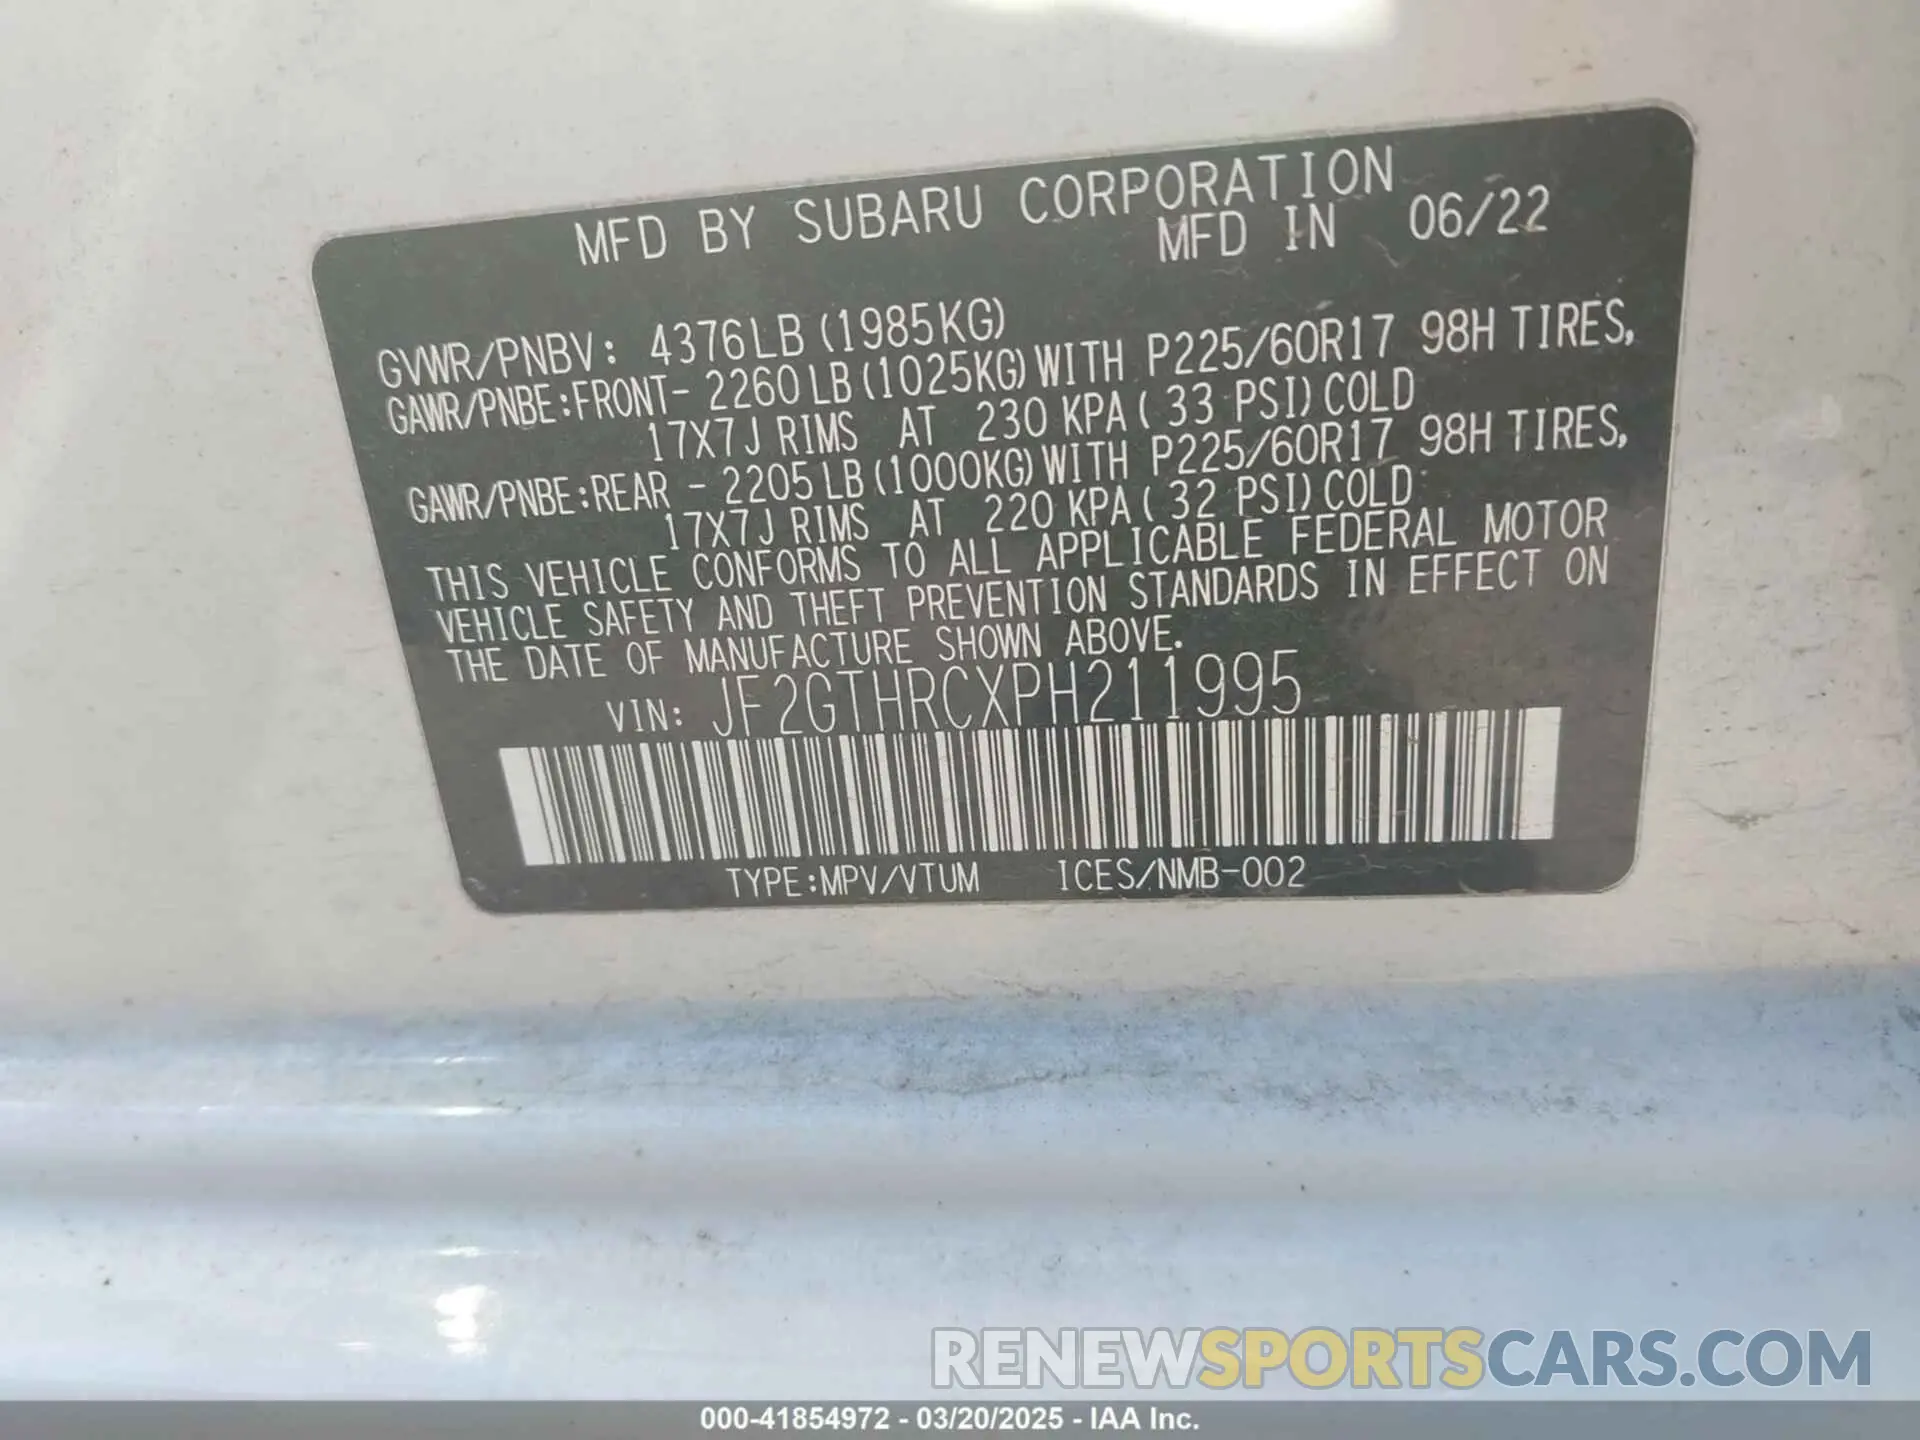 MFD BY SUBARU CORPORATION
MFD IN 06/22
GVWR/PNBV: 4376LB (1985KG)
GAWR/PNBE:FRONT- 2260LB (1025KG) WITH P225/60R17 98H TIRES,
17X7J RIMS AT 230 KPA ( 33 PSI) COLD
GAWR/PNBE:REAR - 2205LB (1000KG) WITH P225/60R17 98H TIRES,
17X7J RIMS AT 220 KPA ( 32 PSI) COLD
THIS VEHICLE CONFORMS TO ALL APPLICABLE FEDERAL MOTOR
VEHICLE SAFETY AND THEFT PREVENTION STANDARDS IN EFFECT ON
THE DATE OF MANUFACTURE SHOWN ABOVE.
VIN: JF2GTHRCXPH211995
TYPE:MPV/VTUM ICES/NMB-002
RENEWSPORTSCARS.COM
000-41854972 - 03/20/2025 - IAA Inc.